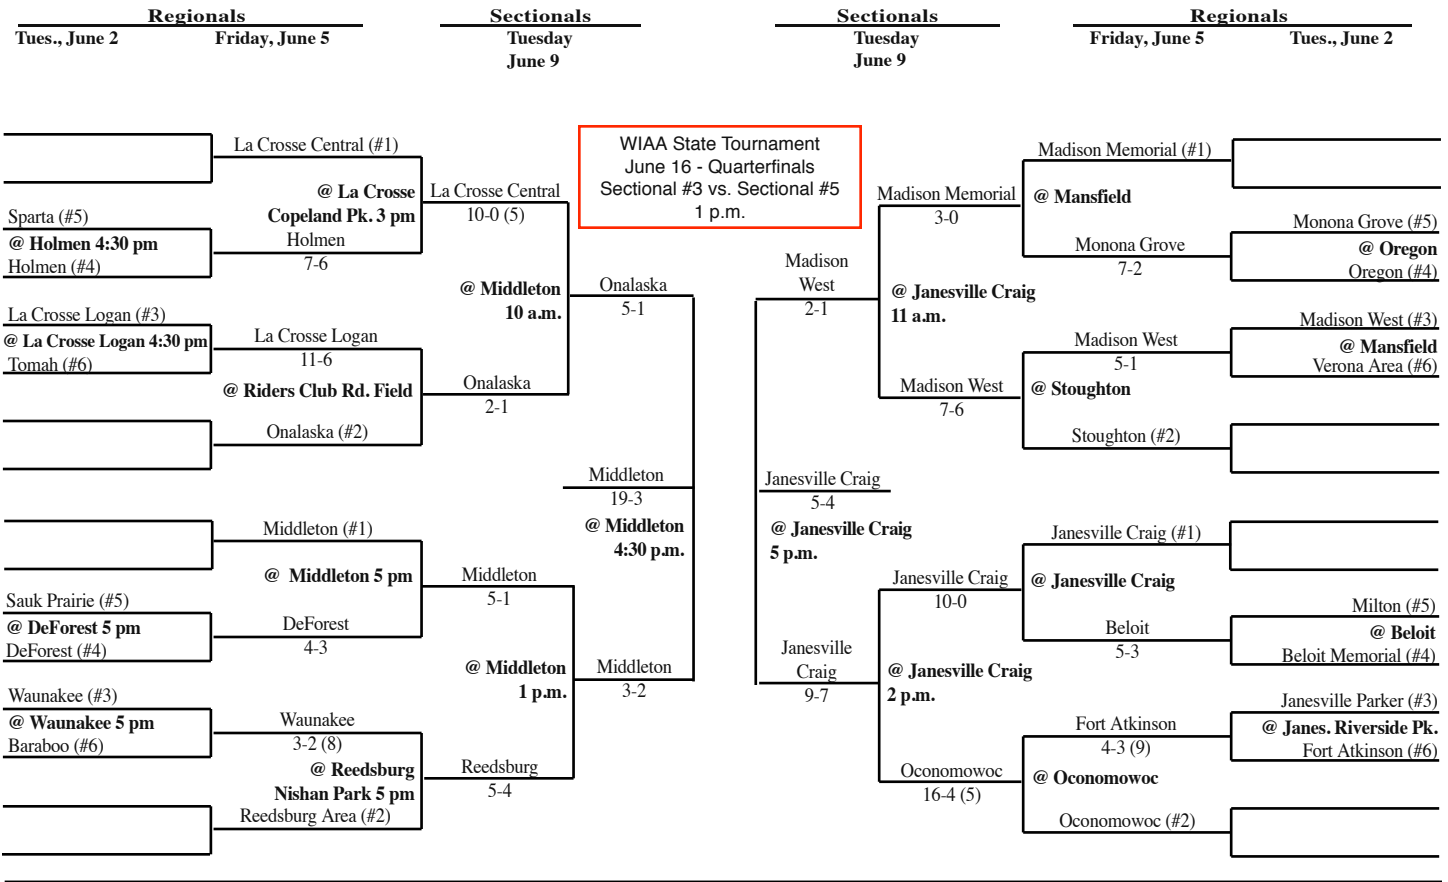 Regionals
Sectionals
Sectionals
Regionals
Tues., June 2
Friday, June 5
Tuesday
June 9
Tuesday
June 9
Friday, June 5
Tues., June 2
WIAA State Tournament
June 16 - Quarterfinals
Sectional #3 vs. Sectional #5
1 p.m.
La Crosse Central (#1)
@ La Crosse
Copeland Pk. 3 pm
Sparta (#5)
@ Holmen 4:30 pm
Holmen (#4)
Holmen
7-6
La Crosse Central
10-0 (5)
La Crosse Logan (#3)
@ La Crosse Logan 4:30 pm
Tomah (#6)
La Crosse Logan
11-6
@ Riders Club Rd. Field
Onalaska (#2)
Onalaska
2-1
@ Middleton
10 a.m.
Onalaska
5-1
Middleton
19-3
@ Middleton
4:30 p.m.
Middleton (#1)
@ Middleton 5 pm
Sauk Prairie (#5)
@ DeForest 5 pm
DeForest (#4)
DeForest
4-3
Middleton
5-1
Waunakee (#3)
@ Waunakee 5 pm
Baraboo (#6)
Waunakee
3-2 (8)
@ Reedsburg
Nishan Park 5 pm
Reedsburg Area (#2)
Reedsburg
5-4
@ Middleton
1 p.m.
Middleton
3-2
Madison Memorial (#1)
@ Mansfield
Madison Memorial
3-0
Monona Grove (#5)
@ Oregon
Oregon (#4)
Monona Grove
7-2
Madison
West
2-1
@ Janesville Craig
11 a.m.
Madison West (#3)
@ Mansfield
Verona Area (#6)
Madison West
5-1
@ Stoughton
Madison West
7-6
Stoughton (#2)
Janesville Craig
5-4
@ Janesville Craig
5 p.m.
Janesville Craig (#1)
@ Janesville Craig
Janesville Craig
10-0
Milton (#5)
@ Beloit
Beloit Memorial (#4)
Beloit
5-3
Janesville
Craig
9-7
@ Janesville Craig
2 p.m.
Janesville Parker (#3)
@ Janes. Riverside Pk.
Fort Atkinson (#6)
Fort Atkinson
4-3 (9)
@ Oconomowoc
Oconomowoc
16-4 (5)
Oconomowoc (#2)